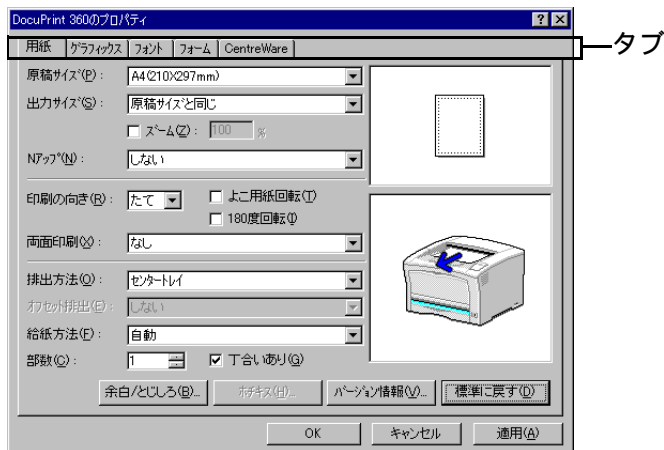 DocuPrint 360のプロパティ
用紙 グラフィックス フォント フォーム CentreWare
タブ
原稿サイズ(P) : A4(210X297mm)
出力サイズ(S) : 原稿サイズと同じ
ズーム(Z) : 100 %
Nアップ(N) : しない
印刷の向き(R) : たて よこ用紙回転(T)
180度回転(I)
両面印刷(X) : なし
排出方法(O) : センタートレイ
オフセット排出(E) : しない
給紙方法(F) : 自動
部数(C) : 1 丁合いあり(G)
余白/とじしろ(B)... ホチキス(H)... バージョン情報(V)... 標準に戻す(D)
OK キャンセル 適用(A)